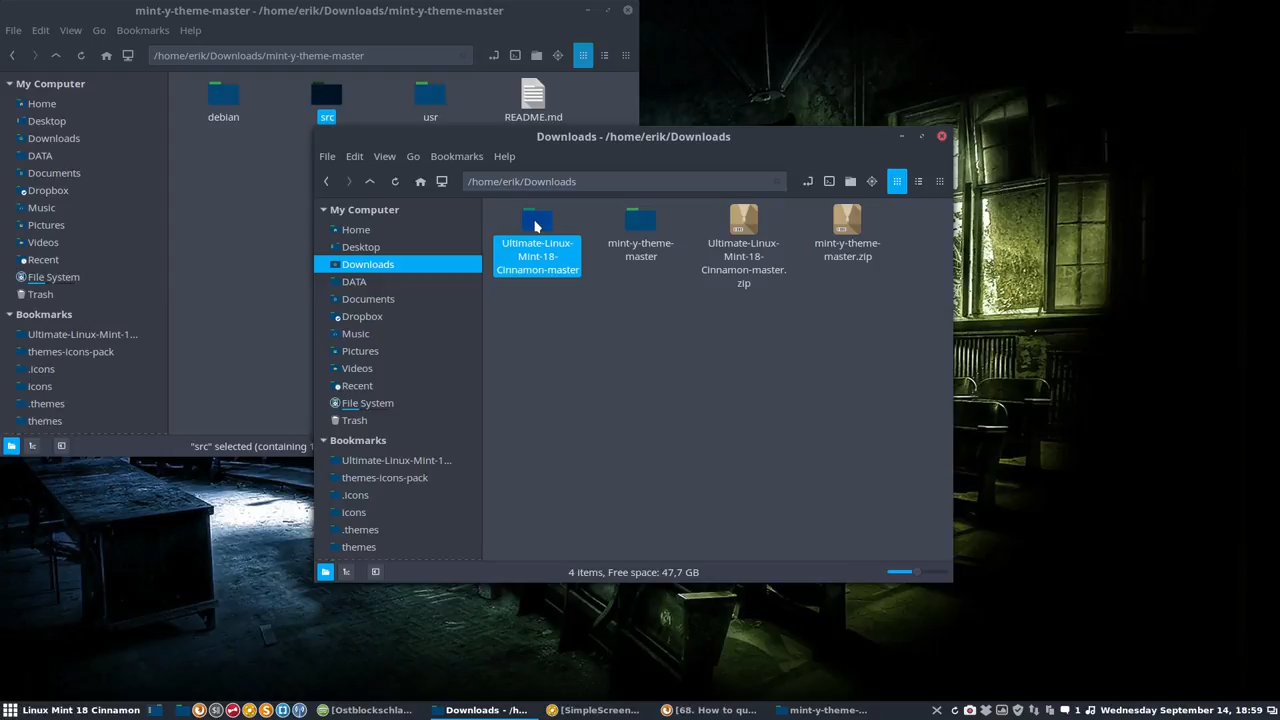 mint-y-theme-master - /home/erik/Downloads/mint-y-theme-master
File Edit View Go Bookmarks Help
/home/erik/Downloads/mint-y-theme-master
My Computer
Home
Desktop
Downloads
DATA
Documents
Dropbox
Music
Pictures
Videos
Recent
File System
Trash
Bookmarks
Ultimate-Linux-Mint-1...
themes-icons-pack
.icons
icons
.themes
themes
debian
src
usr
README.md
"src" selected (containing 1
Downloads - /home/erik/Downloads
File Edit View Go Bookmarks Help
/home/erik/Downloads
My Computer
Home
Desktop
Downloads
DATA
Documents
Dropbox
Music
Pictures
Videos
Recent
File System
Trash
Bookmarks
Ultimate-Linux-Mint-1...
themes-icons-pack
.icons
icons
.themes
themes
Ultimate-Linux-
Mint-18-
Cinnamon-master
mint-y-theme-
master
Ultimate-Linux-
Mint-18-
Cinnamon-master.
zip
mint-y-theme-
master.zip
4 items, Free space: 47,7 GB
Linux Mint 18 Cinnamon [Ostblockschla... Downloads - /h... [SimpleScreen... [68. How to qu... mint-y-theme-... 1 Wednesday September 14, 18:59